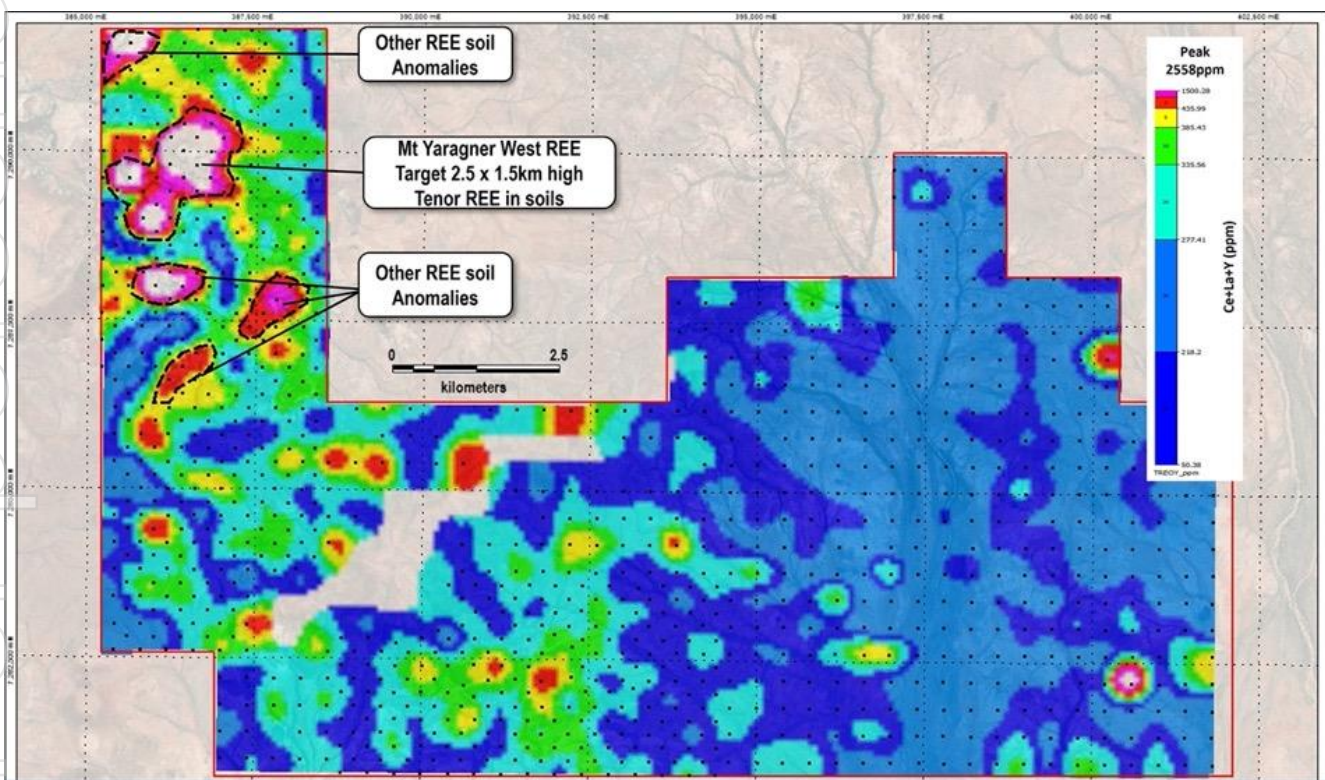 385,000 mE 387,500 mE 390,000 mE 392,500 mE 395,000 mE 397,500 mE 400,000 mE 402,500 mE
Other REE soil
Anomalies
Mt Yaragner West REE
Target 2.5 x 1.5km high
Tenor REE in soils
Other REE soil
Anomalies
0 2.5
kilometers
Peak
2558ppm
1500.28
435.99
385.43
335.56
277.41
218.2
50.38
TREOY_ppm
Ce+La+Y (ppm)